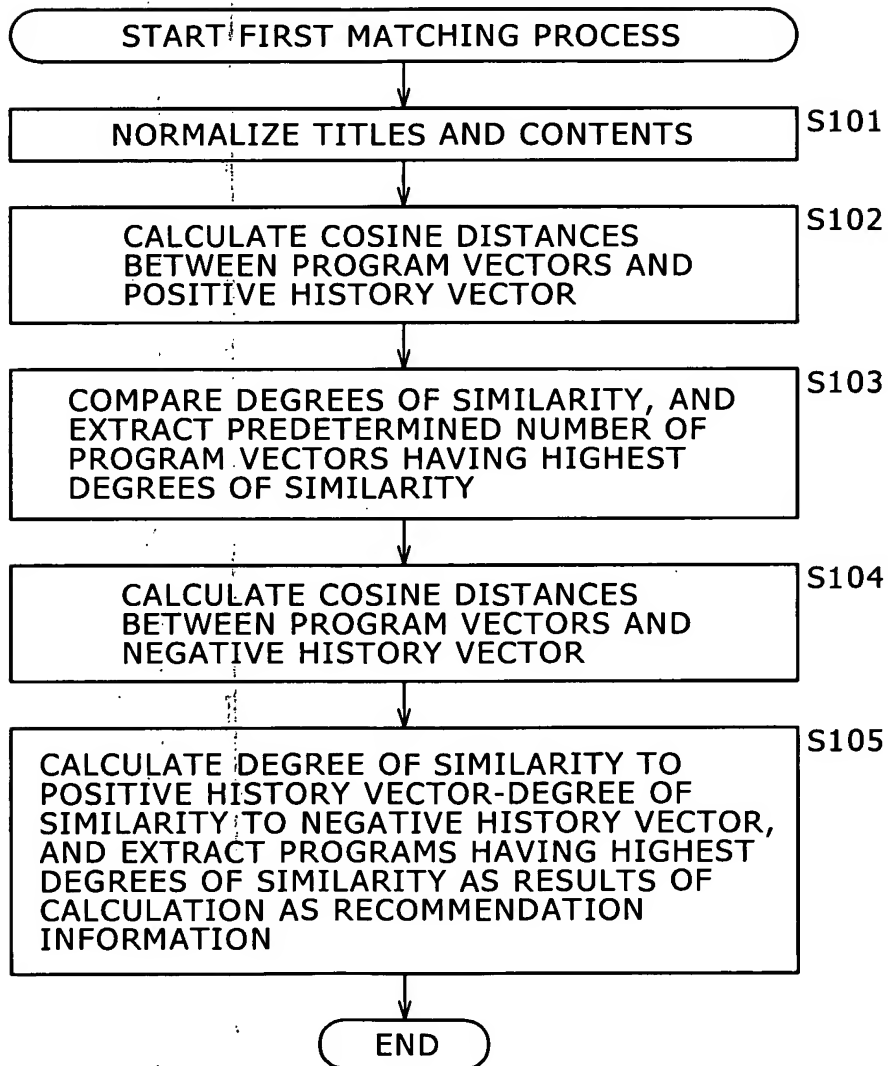 START FIRST MATCHING PROCESS
NORMALIZE TITLES AND CONTENTS
S101
CALCULATE COSINE DISTANCES
BETWEEN PROGRAM VECTORS AND
POSITIVE HISTORY VECTOR
S102
COMPARE DEGREES OF SIMILARITY, AND
EXTRACT PREDETERMINED NUMBER OF
PROGRAM VECTORS HAVING HIGHEST
DEGREES OF SIMILARITY
S103
CALCULATE COSINE DISTANCES
BETWEEN PROGRAM VECTORS AND
NEGATIVE HISTORY VECTOR
S104
CALCULATE DEGREE OF SIMILARITY TO
POSITIVE HISTORY VECTOR-DEGREE OF
SIMILARITY TO NEGATIVE HISTORY VECTOR,
AND EXTRACT PROGRAMS HAVING HIGHEST
DEGREES OF SIMILARITY AS RESULTS OF
CALCULATION AS RECOMMENDATION
INFORMATION
S105
END